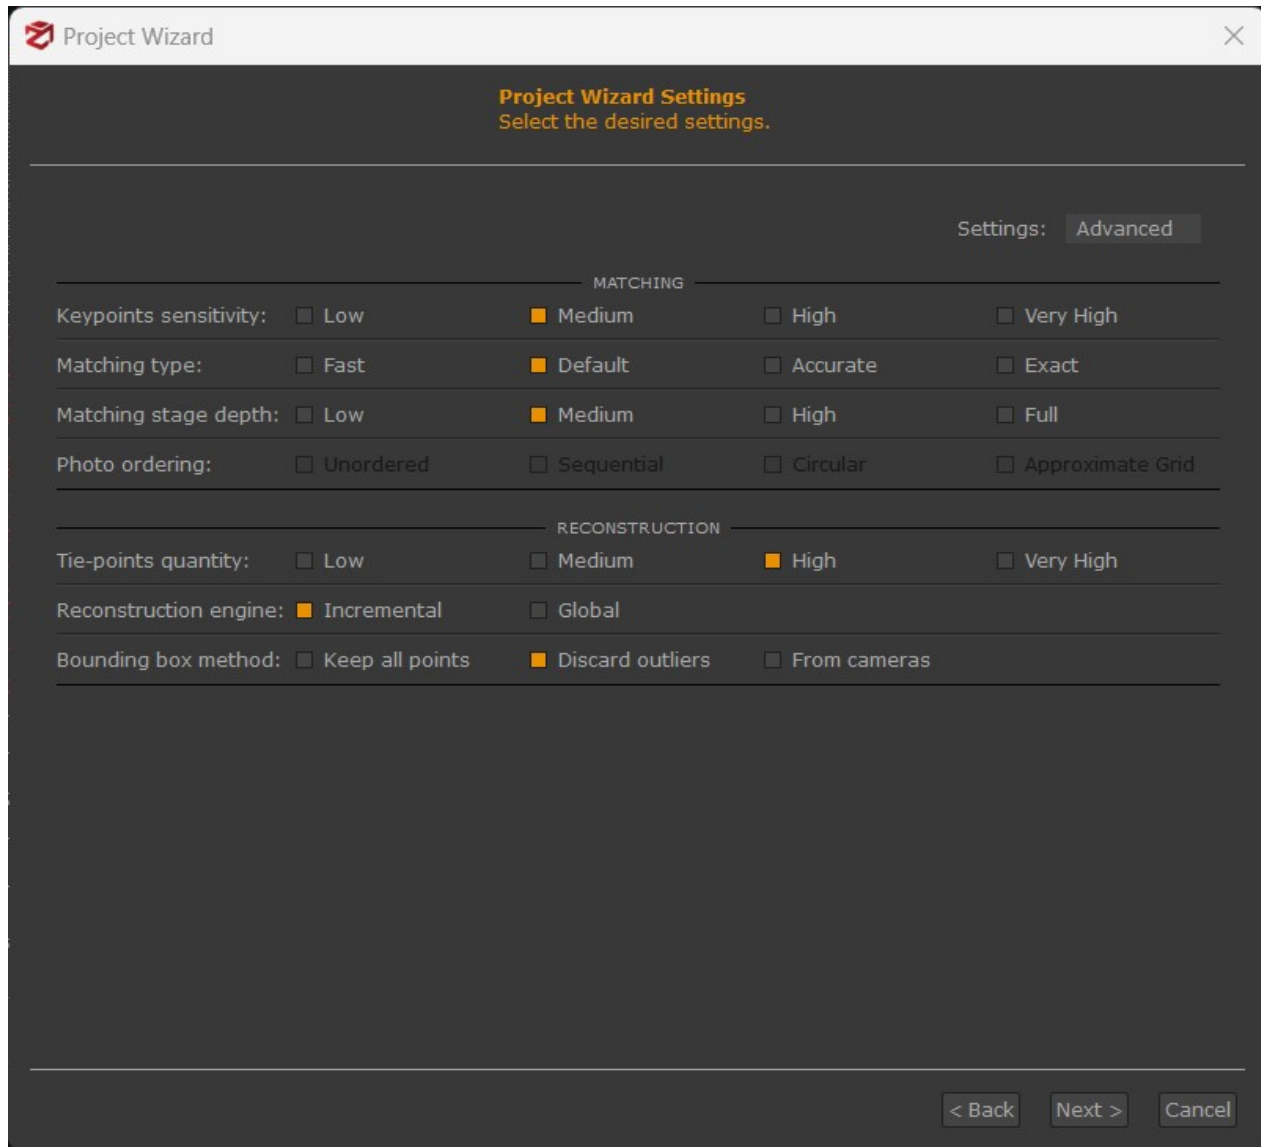 Project Wizard
Project Wizard Settings
Select the desired settings.
Settings: Advanced
MATCHING
Keypoints sensitivity: Low Medium High Very High
Matching type: Fast Default Accurate Exact
Matching stage depth: Low Medium High Full
Photo ordering: Unordered Sequential Circular Approximate Grid
RECONSTRUCTION
Tie-points quantity: Low Medium High Very High
Reconstruction engine: Incremental Global
Bounding box method: Keep all points Discard outliers From cameras
< Back Next > Cancel